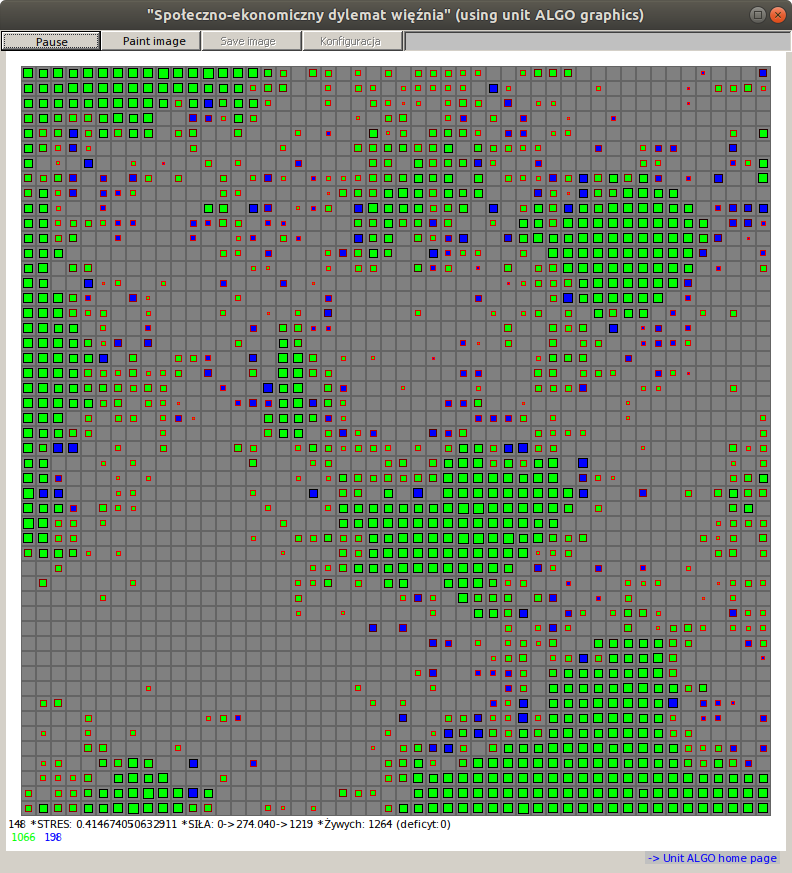 "Społeczno-ekonomiczny dylemat więźnia" (using unit ALGO graphics)
Pause Paint image Save image Konfiguracja
148 *STRES: 0.41467405063291 *SIŁA: 0->274.040->1219 *Żywych: 1264 (deficyt:0)
1066 198
-> Unit ALGO home page